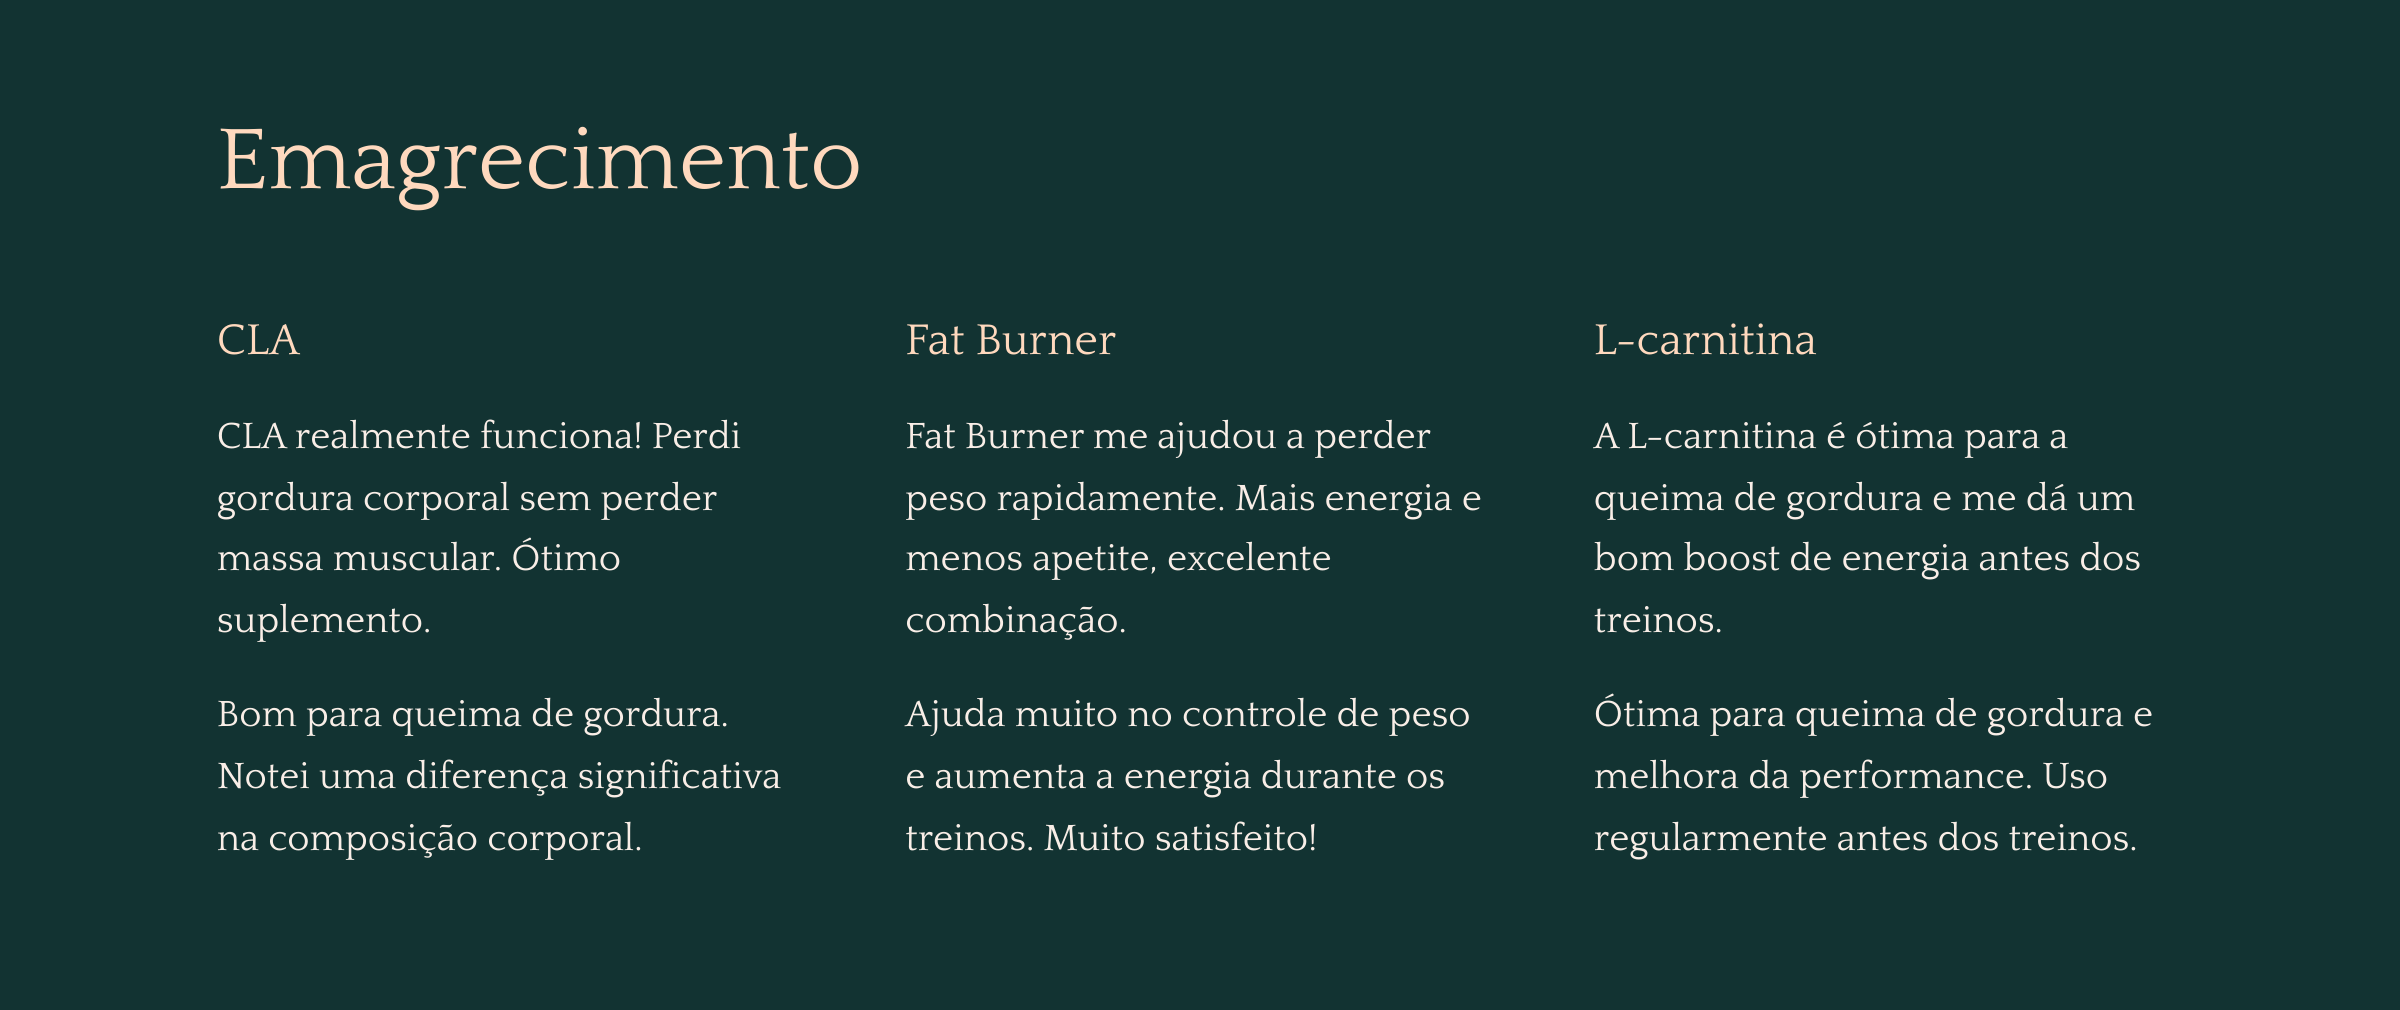 Emagrecimento
CLA
CLA realmente funciona! Perdi
gordura corporal sem perder
massa muscular. Ótimo
suplemento.
Bom para queima de gordura.
Notei uma diferença significativa
na composição corporal.
Fat Burner
Fat Burner me ajudou a perder
peso rapidamente. Mais energia e
menos apetite, excelente
combinação.
Ajuda muito no controle de peso
e aumenta a energia durante os
treinos. Muito satisfeito!
L-carnitina
A L-carnitina é ótima para a
queima de gordura e me dá um
bom boost de energia antes dos
treinos.
Ótima para queima de gordura e
melhora da performance. Uso
regularmente antes dos treinos.